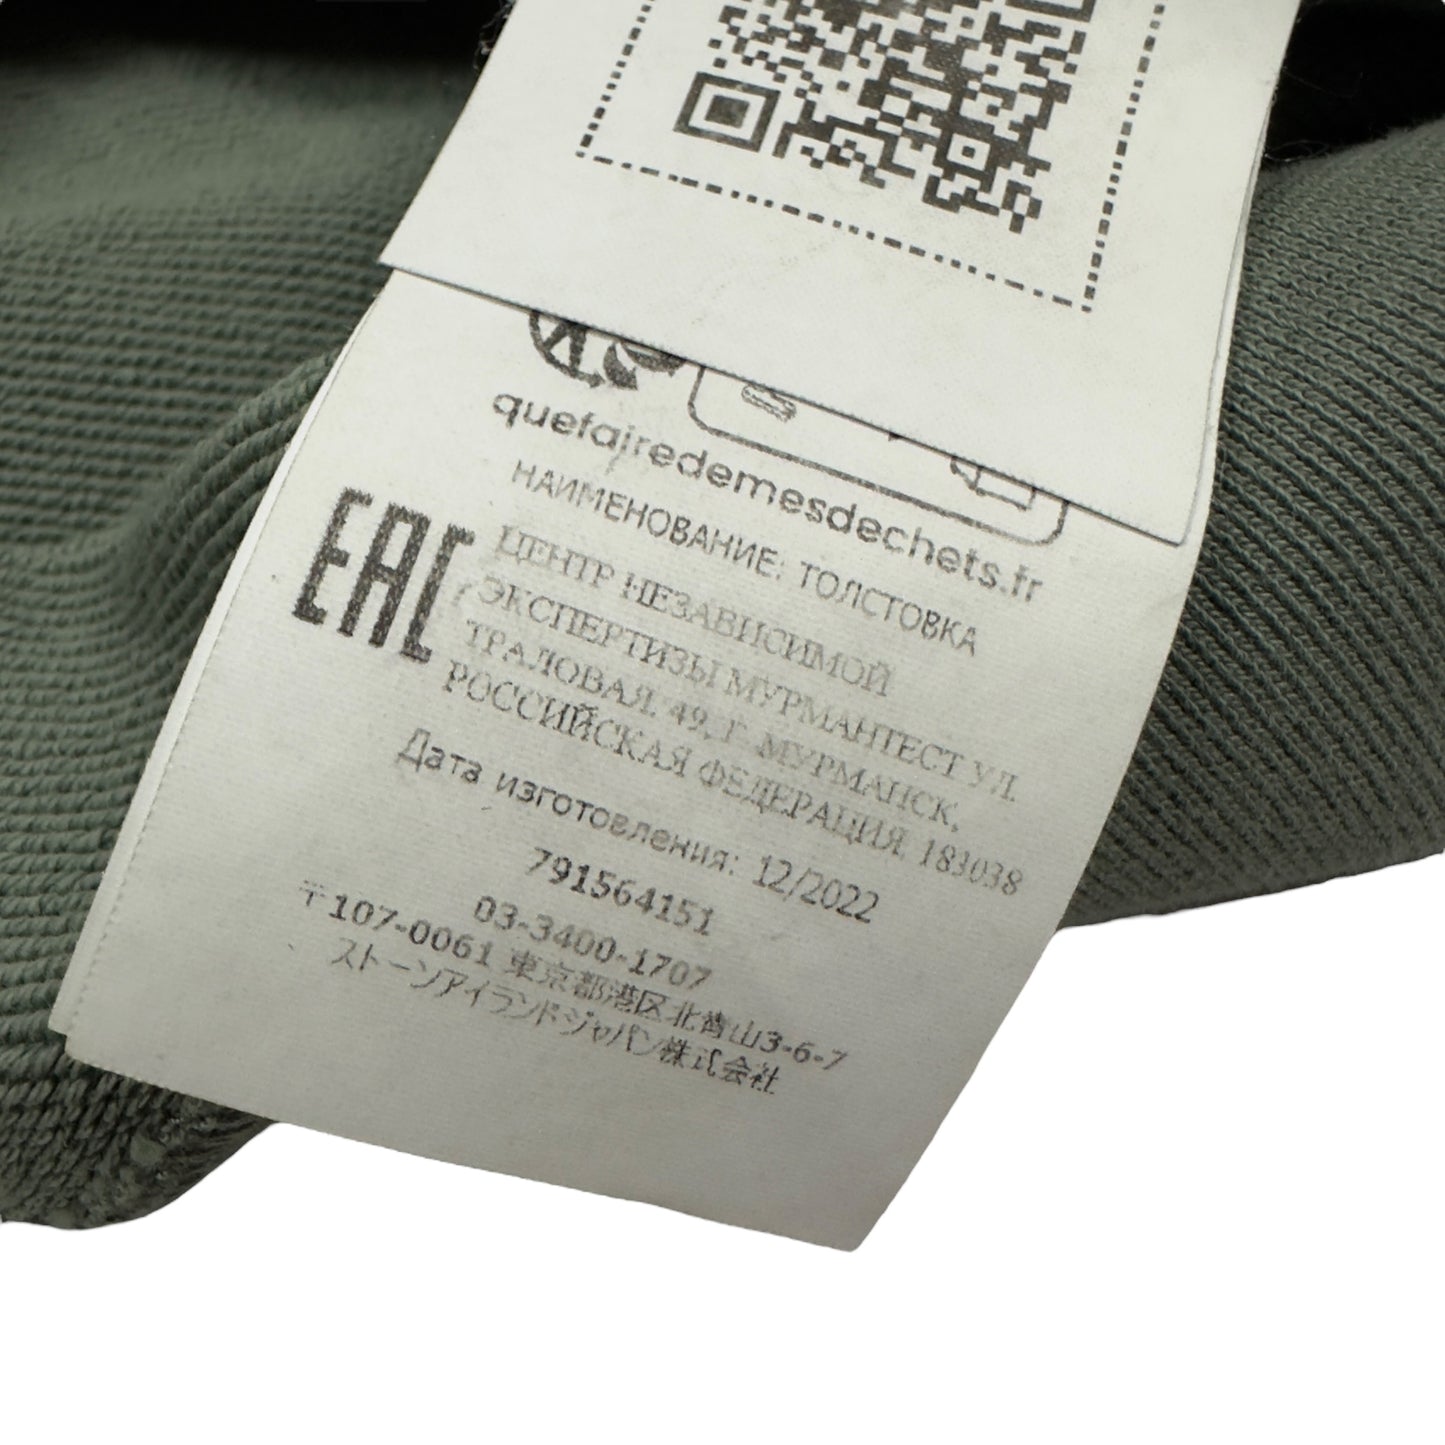 quefairedemesdechets.fr
НАИМЕНОВАНИЕ: ТОЛСТОВКА
EAC
ЦЕНТР НЕЗАВИСИМОЙ
ЭКСПЕРТИЗЫ МУРМАНТЕСТ УЛ.
ТРАЛОВАЯ, 49, Г. МУРМАНСК,
РОССИЙСКАЯ ФЕДЕРАЦИЯ, 183038
Дата изготовления: 12/2022
791564151
03-3400-1707
〒107-0061 東京都港区北青山3-6-7
ストーンアイランドジャパン株式会社